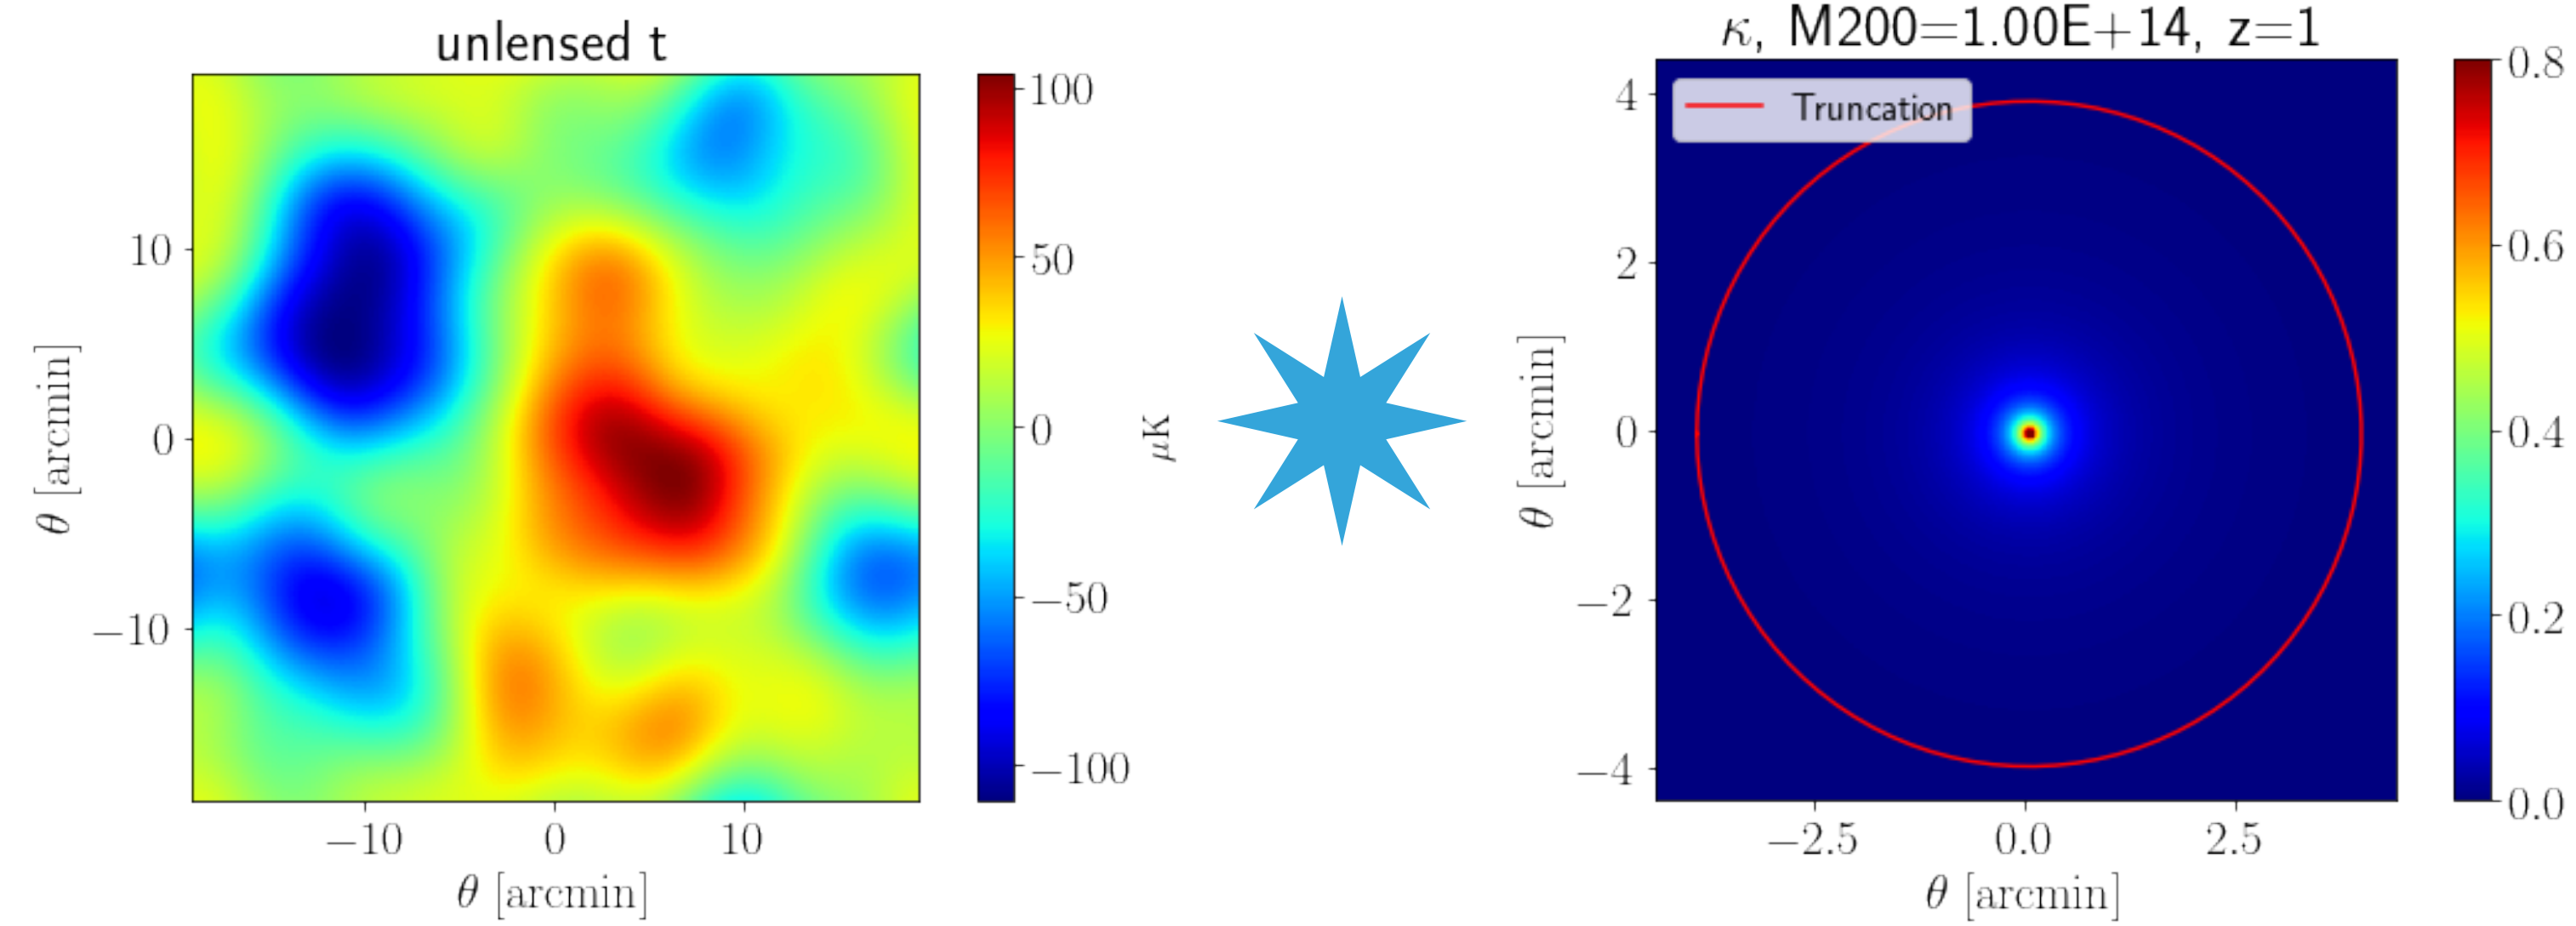 unlensed t
100
50
0
−50
−100
μK
10
0
−10
θ [arcmin]
−10 0 10
θ [arcmin]
κ, M200=1.00E+14, z=1
Truncation
4
2
0
−2
−4
θ [arcmin]
−2.5 0.0 2.5
θ [arcmin]
0.8
0.6
0.4
0.2
0.0